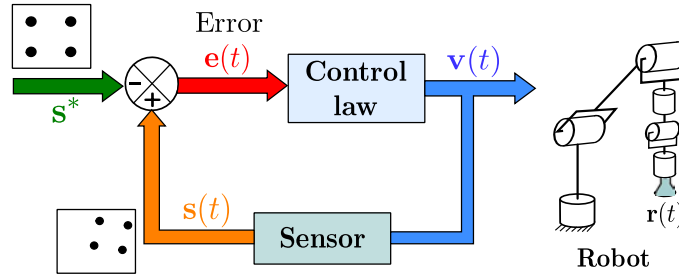 Error
e(t)
v(t)
Control
law
-
+
s*
s(t)
Sensor
r(t)
Robot